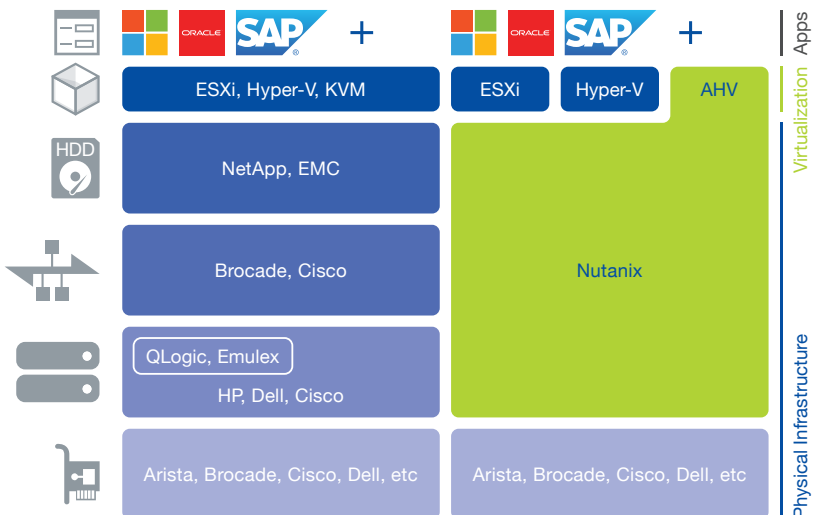 ORACLE
SAP
®
+
ORACLE
SAP
®
+
Apps
ESXi, Hyper-V, KVM
ESXi
Hyper-V
AHV
Virtualization
HDD
NetApp, EMC
Brocade, Cisco
Nutanix
QLogic, Emulex
HP, Dell, Cisco
Physical Infrastructure
Arista, Brocade, Cisco, Dell, etc
Arista, Brocade, Cisco, Dell, etc